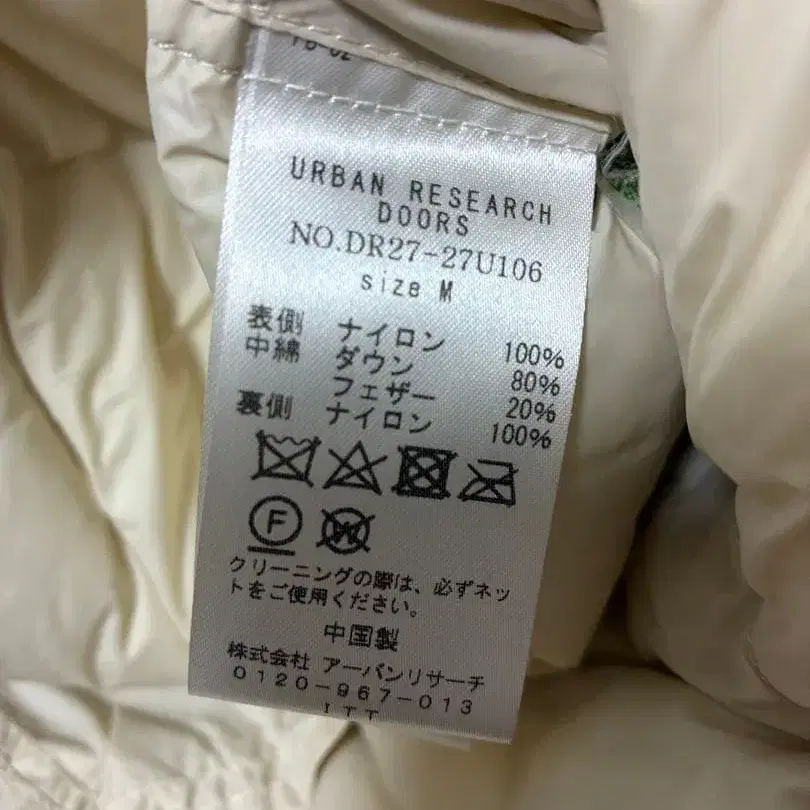 URBAN RESEARCH
DOORS
NO.DR27-27U106
size M
表側 ナイロン 100%
中綿 ダウン 80%
フェザー 20%
裏側 ナイロン 100%
F W
クリーニングの際は、必ずネッ
トをご使用ください。
中国製
株式会社 アーバンリサーチ
0120-967-013